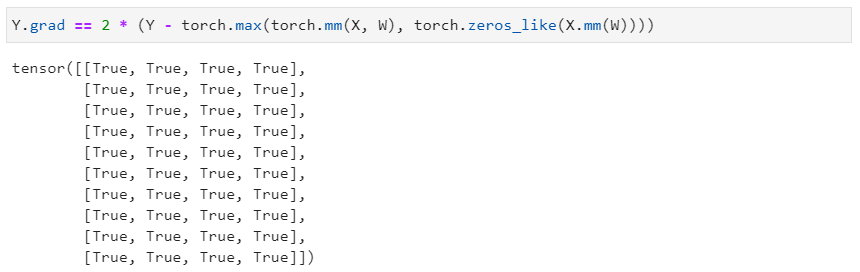 Y.grad == 2 * (Y - torch.max(torch.mm(X, W), torch.zeros_like(X.mm(W))))
tensor([[True, True, True, True],
        [True, True, True, True],
        [True, True, True, True],
        [True, True, True, True],
        [True, True, True, True],
        [True, True, True, True],
        [True, True, True, True],
        [True, True, True, True],
        [True, True, True, True],
        [True, True, True, True]])